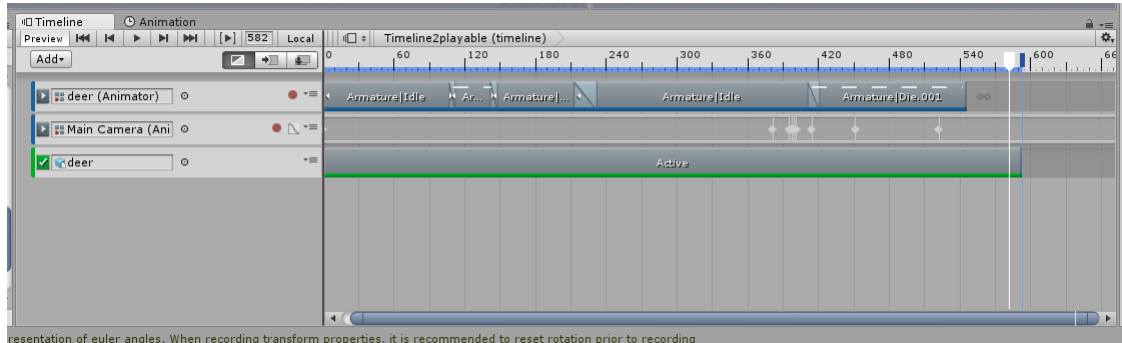 Timeline Animation
Preview 582 Local Timeline2playable (timeline)
Add 0 60 120 180 240 300 360 420 480 540 600 66
deer (Animator) Armature|Idle Ar... Armature|... Armature|Idle Armature|Die.001
Main Camera (Ani
deer Active
resentation of euler angles. When recording transform properties, it is recommended to reset rotation prior to recording